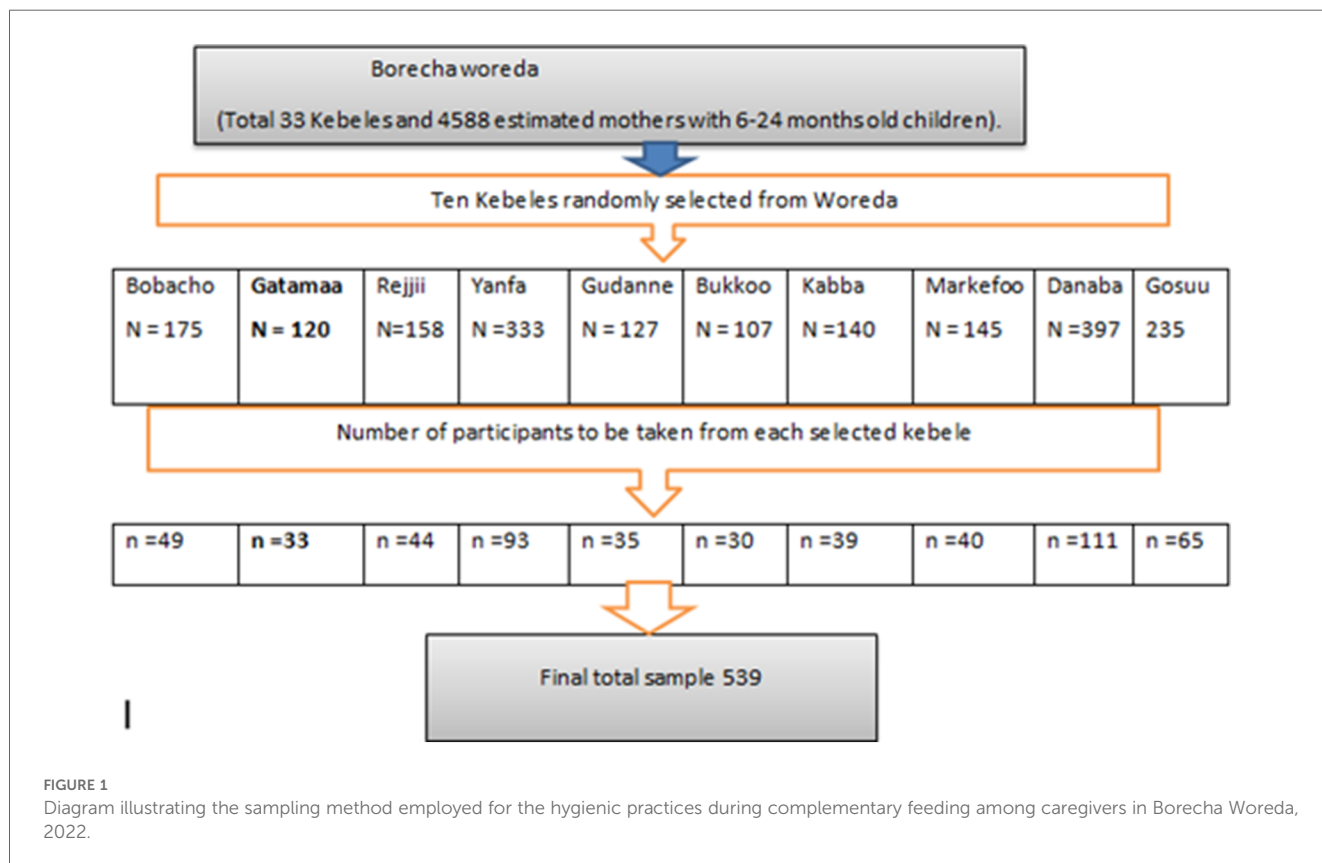 Borecha woreda
(Total 33 Kebeles and 4588 estimated mothers with 6-24 months old children).
Ten Kebeles randomly selected from Woreda
Bobacho Gatamaa Rejjii Yanfa Gudanne Bukkoo Kabba Markefoo Danaba Gosuu
N = 175 N = 120 N=158 N =333 N = 127 N = 107 N =140 N = 145 N =397 235
Number of participants to be taken from each selected kebele
n =49 n =33 n =44 n =93 n =35 n =30 n =39 n =40 n =111 n =65
Final total sample 539
FIGURE 1
Diagram illustrating the sampling method employed for the hygienic practices during complementary feeding among caregivers in Borecha Woreda,
2022.